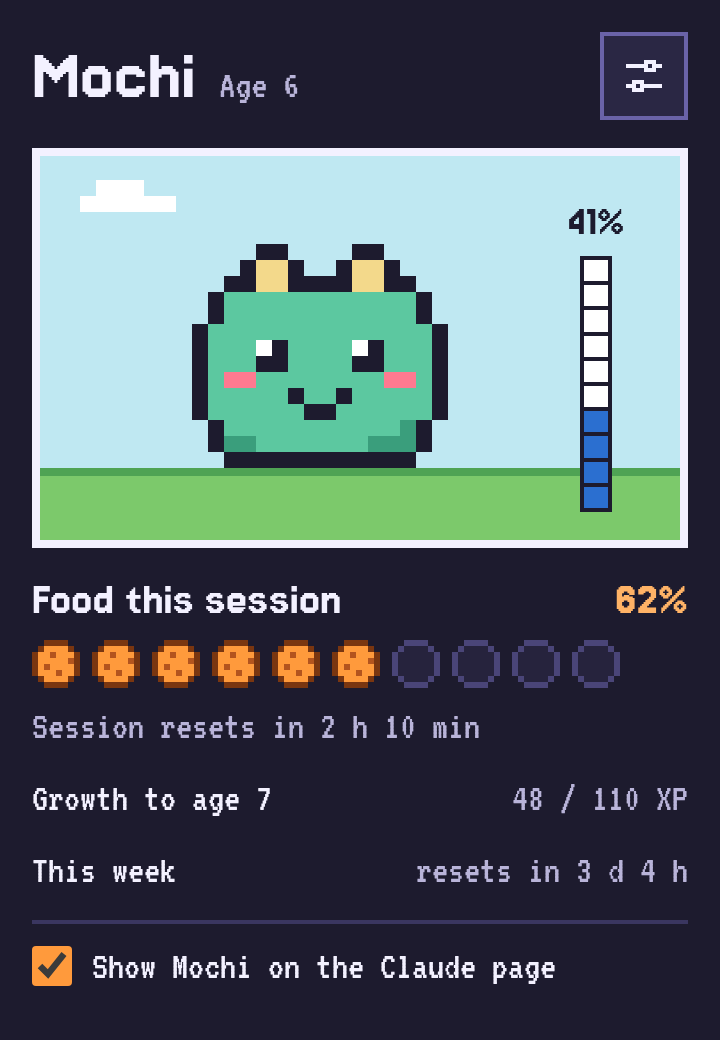 Mochi Age 6
41%
Food this session 62%
Session resets in 2 h 10 min
Growth to age 7 48 / 110 XP
This week resets in 3 d 4 h
Show Mochi on the Claude page